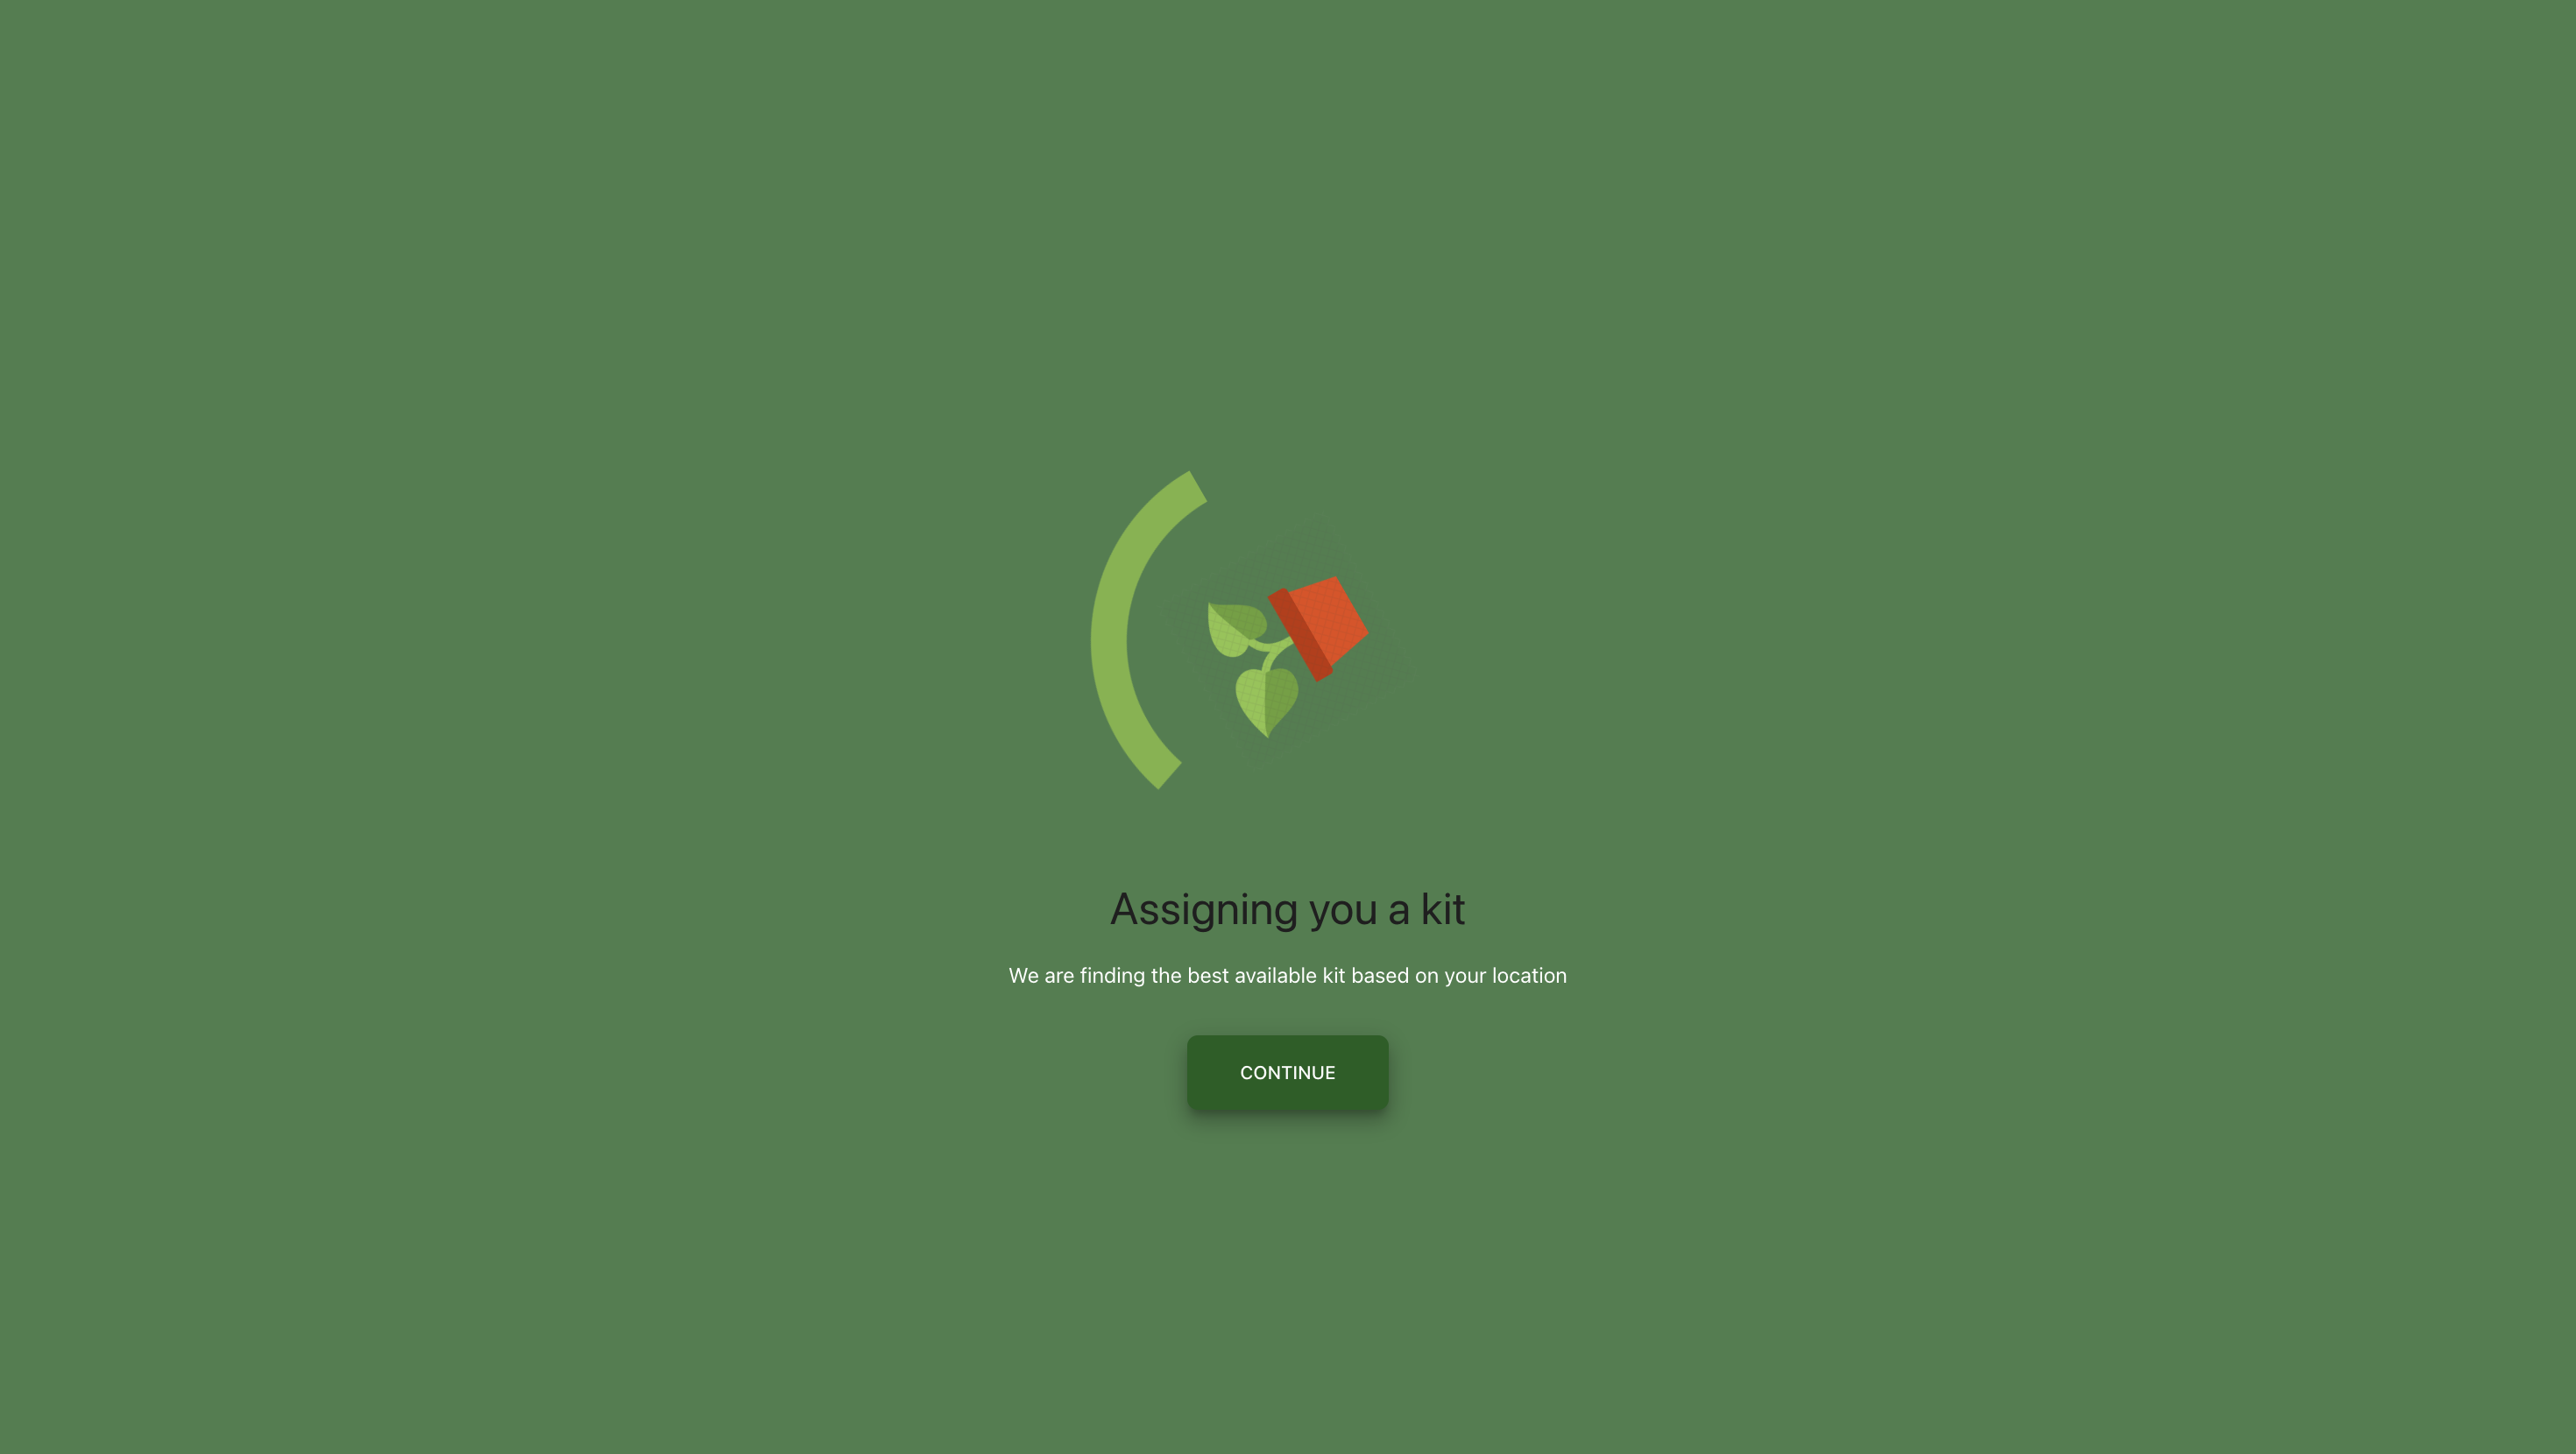 Assigning you a kit
We are finding the best available kit based on your location
CONTINUE